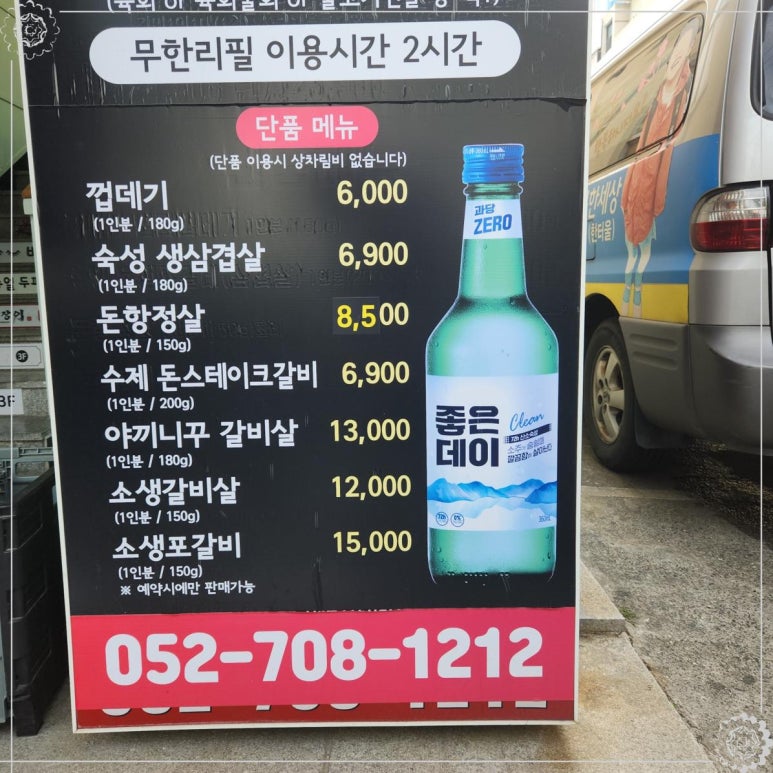 무한리필 이용시간 2시간
단품 메뉴
(단품 이용시 상차림비 없습니다)
껍데기 6,000
(1인분 / 180g)
숙성 생삼겹살 6,900
(1인분 / 180g)
돈항정살 8,500
(1인분 / 150g)
수제 돈스테이크갈비 6,900
(1인분 / 200g)
야끼니꾸 갈비살 13,000
(1인분 / 180g)
소생갈비살 12,000
(1인분 / 150g)
소생포갈비 15,000
(1인분 / 150g)
※ 예약시에만 판매가능
과당
ZERO
좋은
데이
Clean
052-708-1212
3F
(한터울)